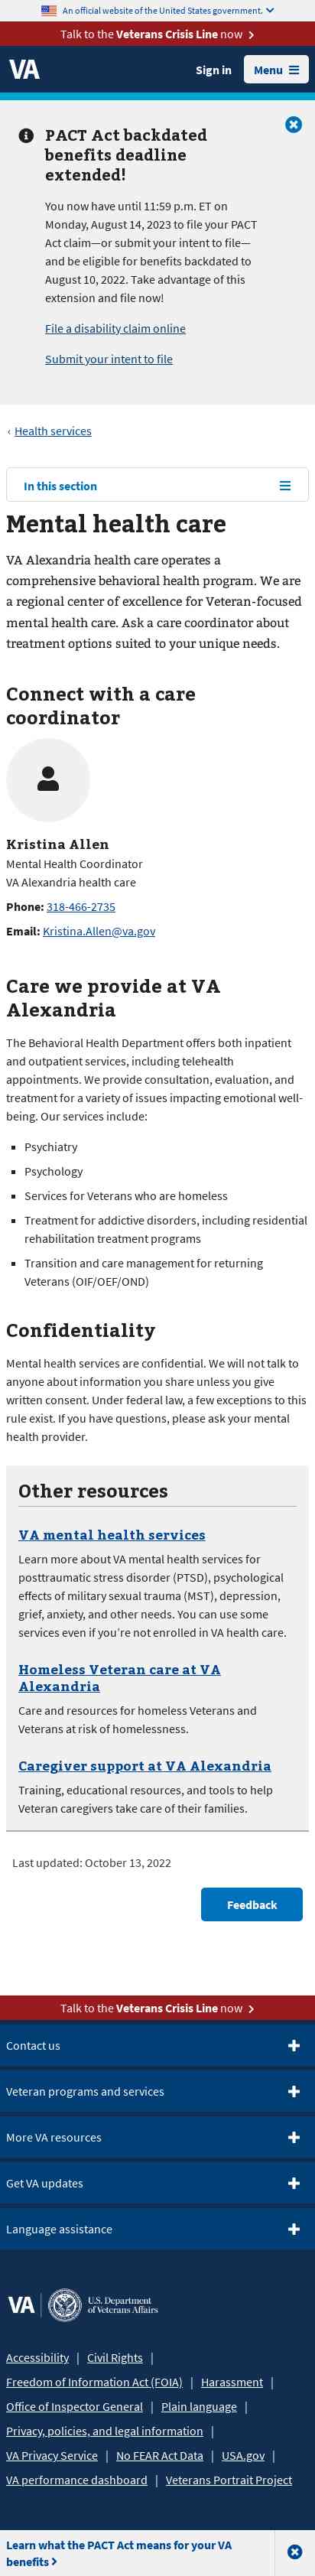 An official website of the United States government.
Talk to the Veterans Crisis Line now
VA
Sign in
Menu
PACT Act backdated
benefits deadline
extended!
You now have until 11:59 p.m. ET on
Monday, August 14, 2023 to file your PACT
Act claim—or submit your intent to file—
and be eligible for benefits backdated to
August 10, 2022. Take advantage of this
extension and file now!
File a disability claim online
Submit your intent to file
‹ Health services
In this section
Mental health care
VA Alexandria health care operates a
comprehensive behavioral health program. We are
a regional center of excellence for Veteran-focused
mental health care. Ask a care coordinator about
treatment options suited to your unique needs.
Connect with a care
coordinator
Kristina Allen
Mental Health Coordinator
VA Alexandria health care
Phone: 318-466-2735
Email: Kristina.Allen@va.gov
Care we provide at VA
Alexandria
The Behavioral Health Department offers both inpatient
and outpatient services, including telehealth
appointments. We provide consultation, evaluation, and
treatment for a variety of issues impacting emotional well-
being. Our services include:
Psychiatry
Psychology
Services for Veterans who are homeless
Treatment for addictive disorders, including residential
rehabilitation treatment programs
Transition and care management for returning
Veterans (OIF/OEF/OND)
Confidentiality
Mental health services are confidential. We will not talk to
anyone about information you share unless you give
written consent. Under federal law, a few exceptions to this
rule exist. If you have questions, please ask your mental
health provider.
Other resources
VA mental health services
Learn more about VA mental health services for
posttraumatic stress disorder (PTSD), psychological
effects of military sexual trauma (MST), depression,
grief, anxiety, and other needs. You can use some
services even if you’re not enrolled in VA health care.
Homeless Veteran care at VA
Alexandria
Care and resources for homeless Veterans and
Veterans at risk of homelessness.
Caregiver support at VA Alexandria
Training, educational resources, and tools to help
Veteran caregivers take care of their families.
Last updated: October 13, 2022
Feedback
Talk to the Veterans Crisis Line now
Contact us
Veteran programs and services
More VA resources
Get VA updates
Language assistance
VA
U.S. Department
of Veterans Affairs
Accessibility | Civil Rights |
Freedom of Information Act (FOIA) | Harassment |
Office of Inspector General | Plain language |
Privacy, policies, and legal information |
VA Privacy Service | No FEAR Act Data | USA.gov |
VA performance dashboard | Veterans Portrait Project
Learn what the PACT Act means for your VA
benefits